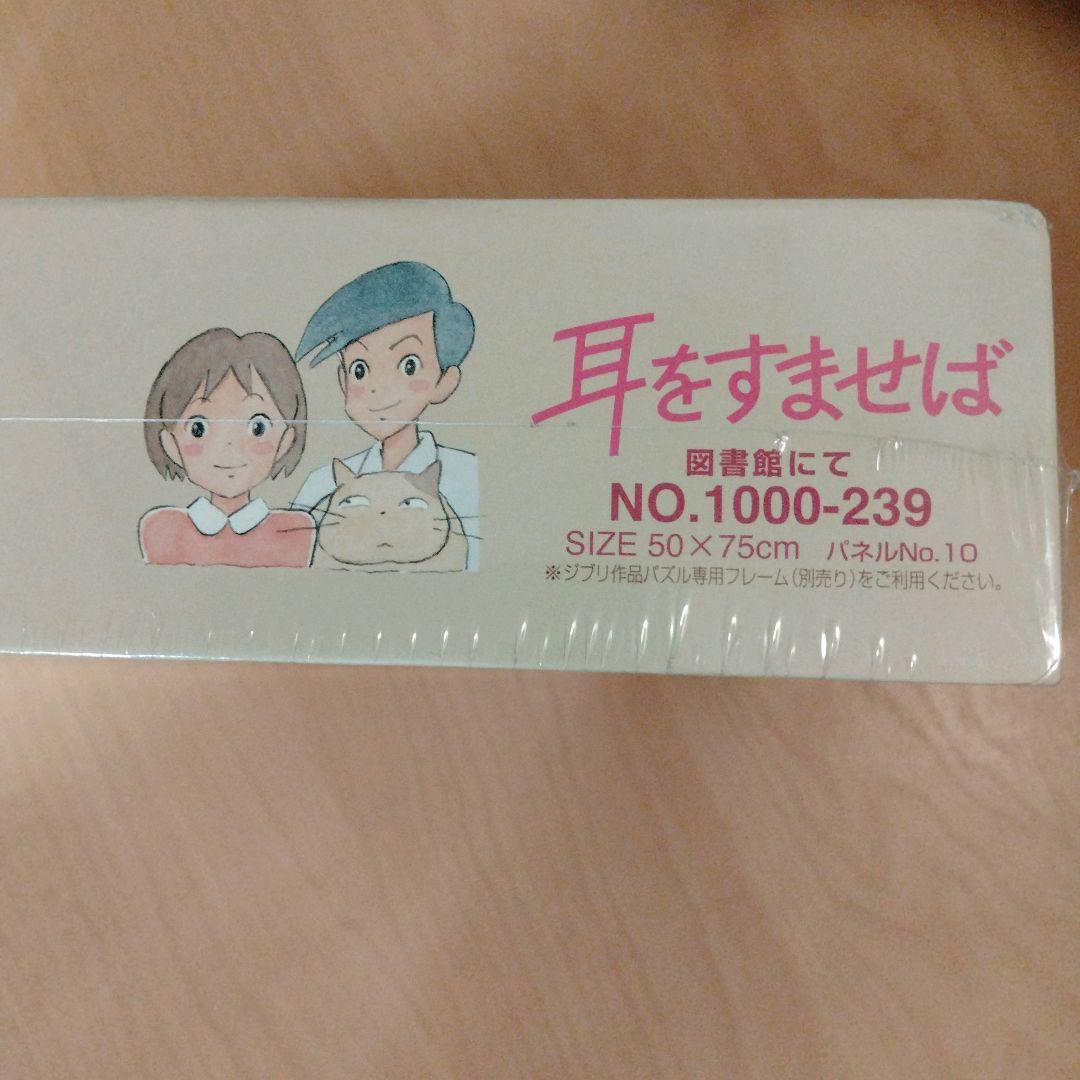 耳をすませば
図書館にて
NO.1000-239
SIZE 50×75cm パネルNo.10
※ジブリ作品パズル専用フレーム(別売り)をご利用ください。